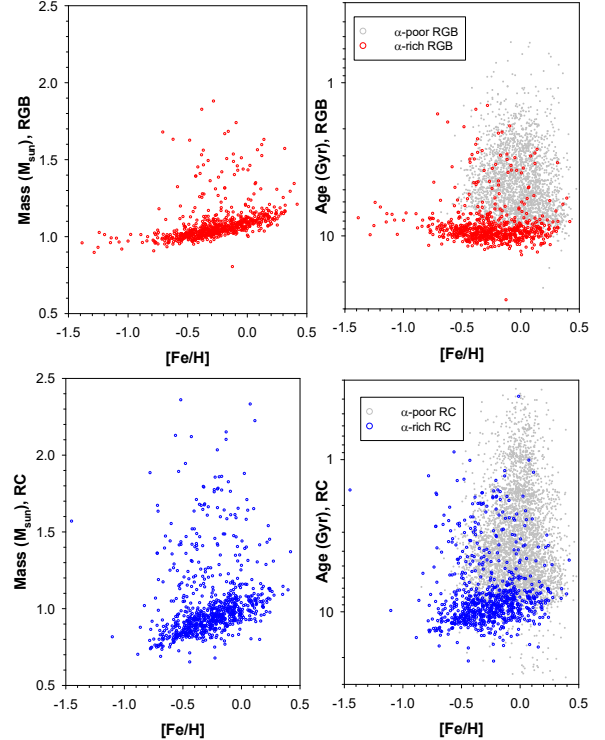 2.5
2.0
1.5
1.0
0.5
Mass (M_sun), RGB
-1.5 -1.0 -0.5 0.0 0.5
[Fe/H]
α-poor RGB
α-rich RGB
1
10
Age (Gyr), RGB
-1.5 -1.0 -0.5 0.0 0.5
[Fe/H]
2.5
2.0
1.5
1.0
0.5
Mass (M_sun), RC
-1.5 -1.0 -0.5 0.0 0.5
[Fe/H]
α-poor RC
α-rich RC
1
10
Age (Gyr), RC
-1.5 -1.0 -0.5 0.0 0.5
[Fe/H]